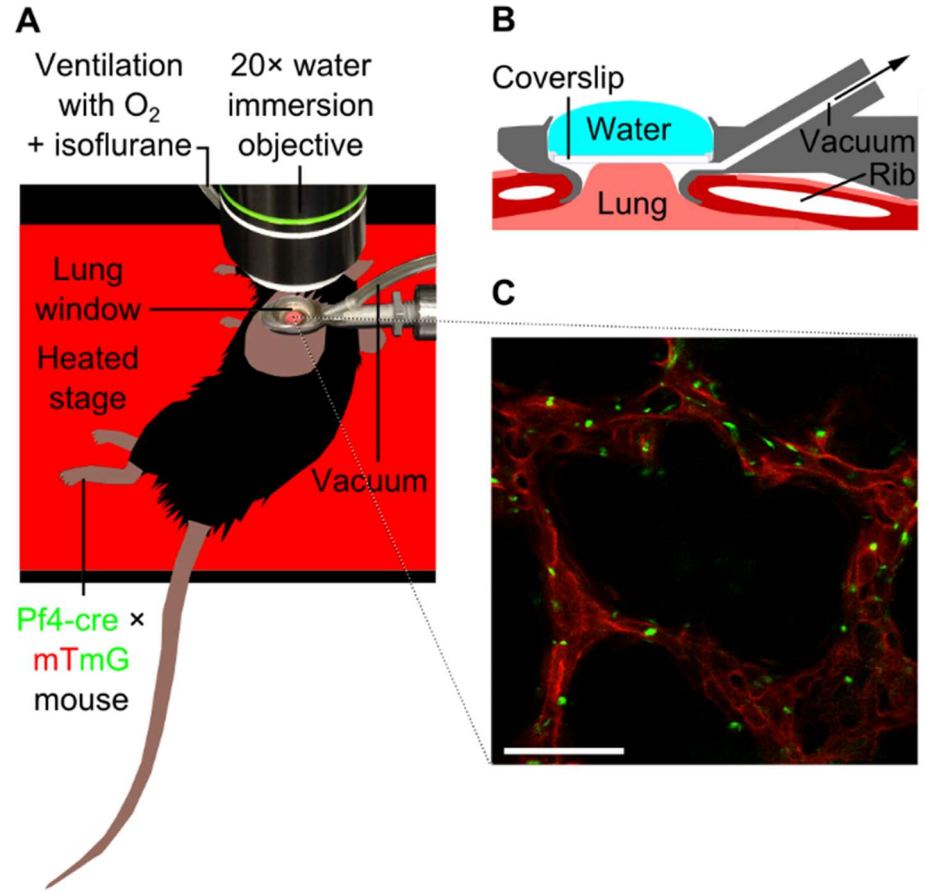 A
Ventilation
with O₂
+ isoflurane
20× water
immersion
objective
Lung
window
Heated
stage
Vacuum
Pf4-cre ×
mTmG
mouse
B
Coverslip
Water
Vacuum
Rib
Lung
C